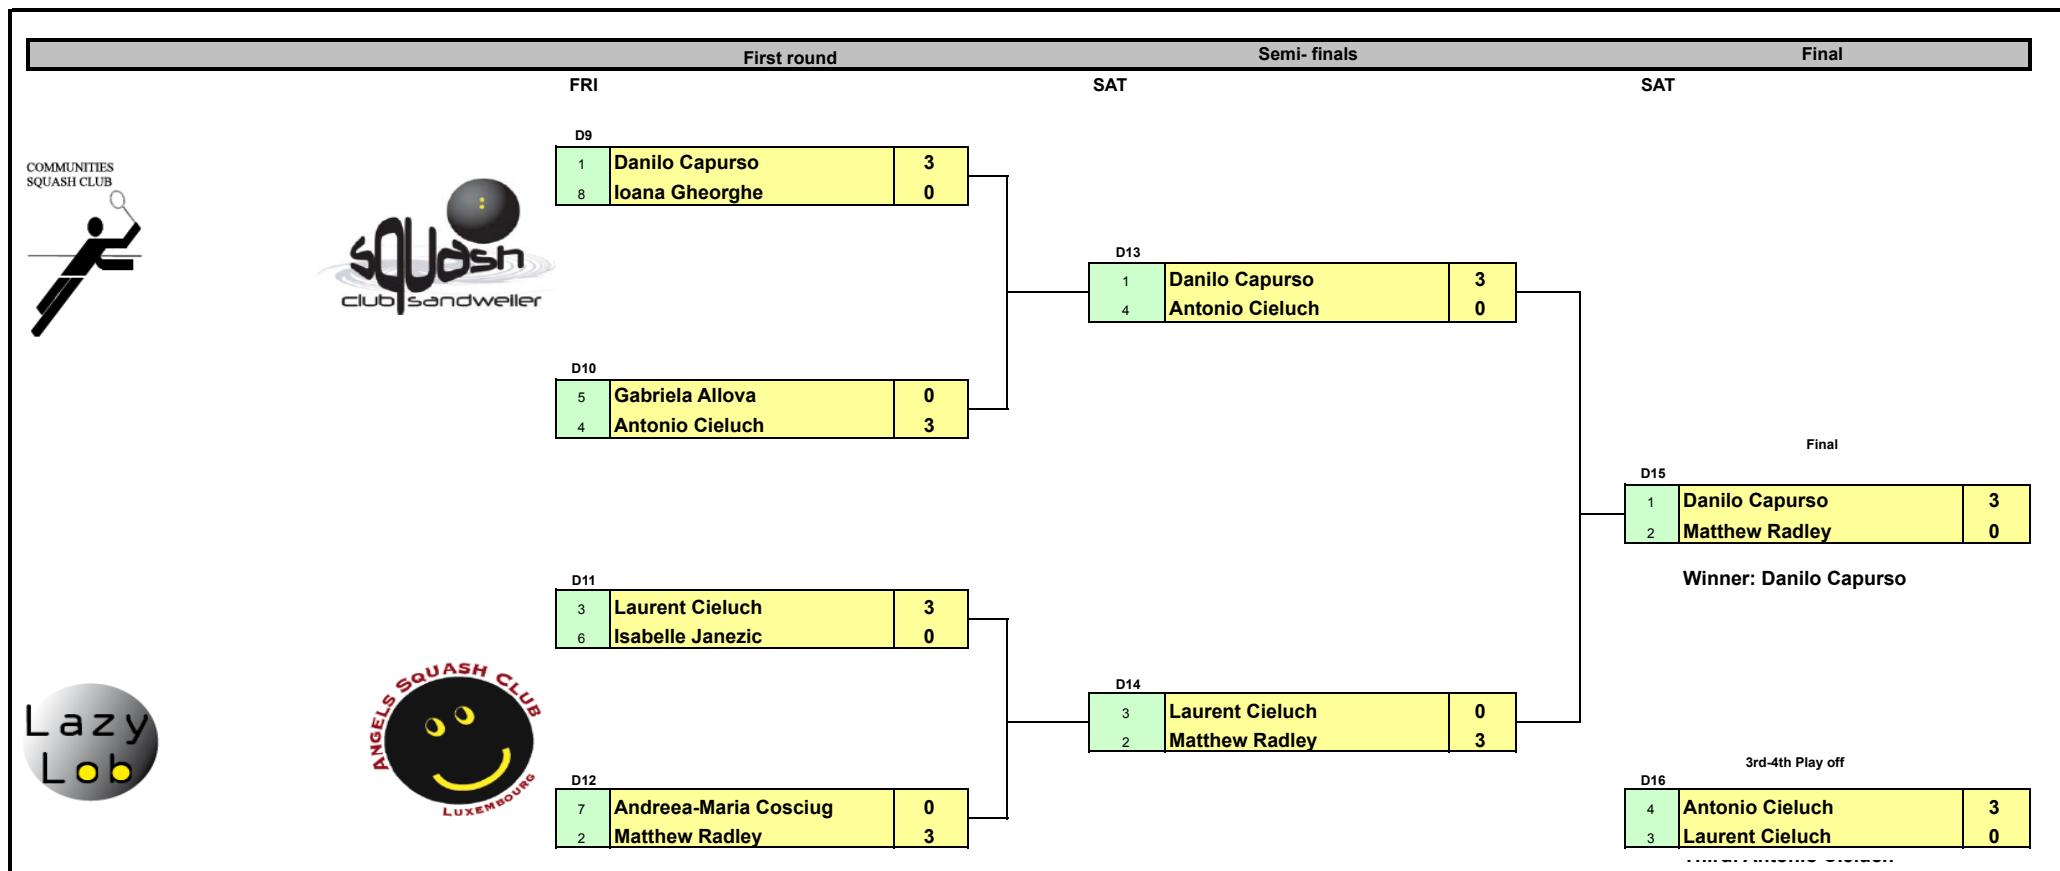 First round Semi- finals Final
FRI SAT SAT
D9
1 Danilo Capurso 3
8 Ioana Gheorghe 0
COMMUNITIES
SQUASH CLUB
squash
club sandweiler
D13
1 Danilo Capurso 3
4 Antonio Cieluch 0
D10
5 Gabriela Allova 0
4 Antonio Cieluch 3
Final
D15
1 Danilo Capurso 3
2 Matthew Radley 0
Winner: Danilo Capurso
D11
3 Laurent Cieluch 3
6 Isabelle Janezic 0
ANGELS SQUASH CLUB
LUXEMBOURG
Lazy
Lob
D14
3 Laurent Cieluch 0
2 Matthew Radley 3
D12
7 Andreea-Maria Cosciug 0
2 Matthew Radley 3
3rd-4th Play off
D16
4 Antonio Cieluch 3
3 Laurent Cieluch 0